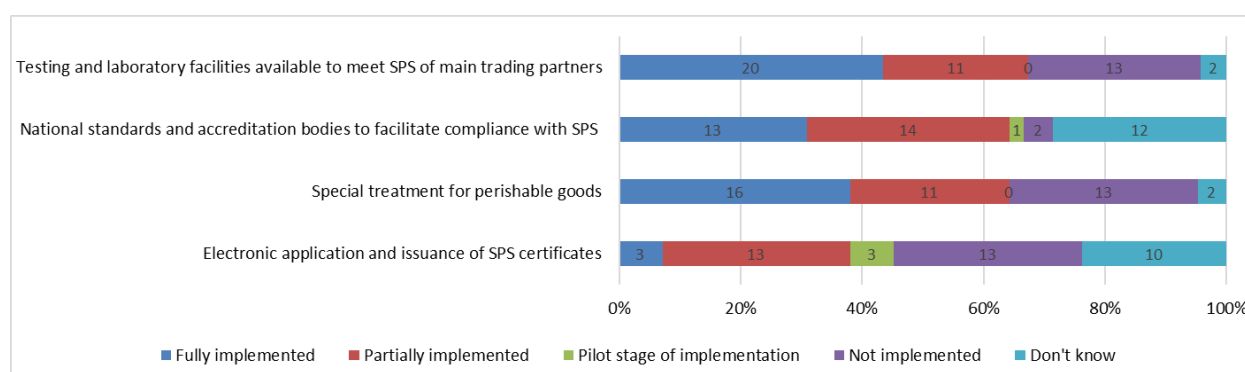 Testing and laboratory facilities available to meet SPS of main trading partners
20 11 0 13 2
National standards and accreditation bodies to facilitate compliance with SPS
13 14 1 2 12
Special treatment for perishable goods
16 11 0 13 2
Electronic application and issuance of SPS certificates
3 13 3 13 10
0% 20% 40% 60% 80% 100%
Fully implemented Partially implemented Pilot stage of implementation Not implemented Don't know